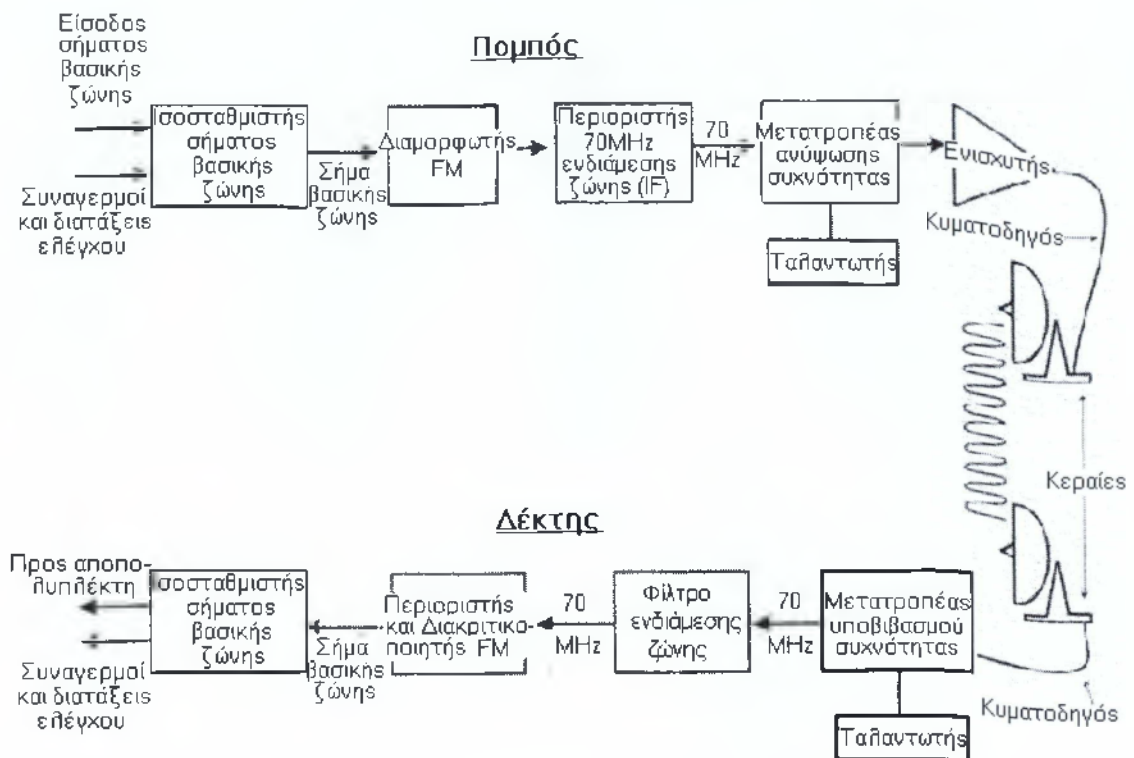 Είσοδος
σήματος
βασικής
ζώνης
Πομπός
Ισοσταθμιστής
σήματος
βασικής
ζώνης
Συναγερμοί
και διατάξεις
ελέγχου
Σήμα
βασικής
ζώνης
Διαμορφωτής
FM
Περιοριστής
70MHz
ενδιάμεσης
ζώνης (IF)
70
MHz
Μετατροπέας
ανύψωσης
συχνότητας
Ταλαντωτής
Ενισχυτής
Κυματοδηγός
Κεραίες
Δέκτης
Προς αποπο-
λυπλέκτη
Ισοσταθμιστής
σήματος
βασικής
ζώνης
Συναγερμοί
και διατάξεις
ελέγχου
Σήμα
βασικής
ζώνης
Περιοριστής
και Διακριτικο-
ποιητής FM
70
MHz
Φίλτρο
ενδιάμεσης
ζώνης
70
MHz
Μετατροπέας
υποβιβασμού
συχνότητας
Ταλαντωτής
Κυματοδηγός